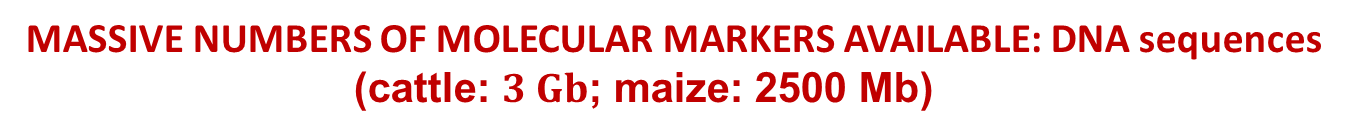 MASSIVE NUMBERS OF MOLECULAR MARKERS AVAILABLE: DNA sequences
(cattle: 3 Gb; maize: 2500 Mb)